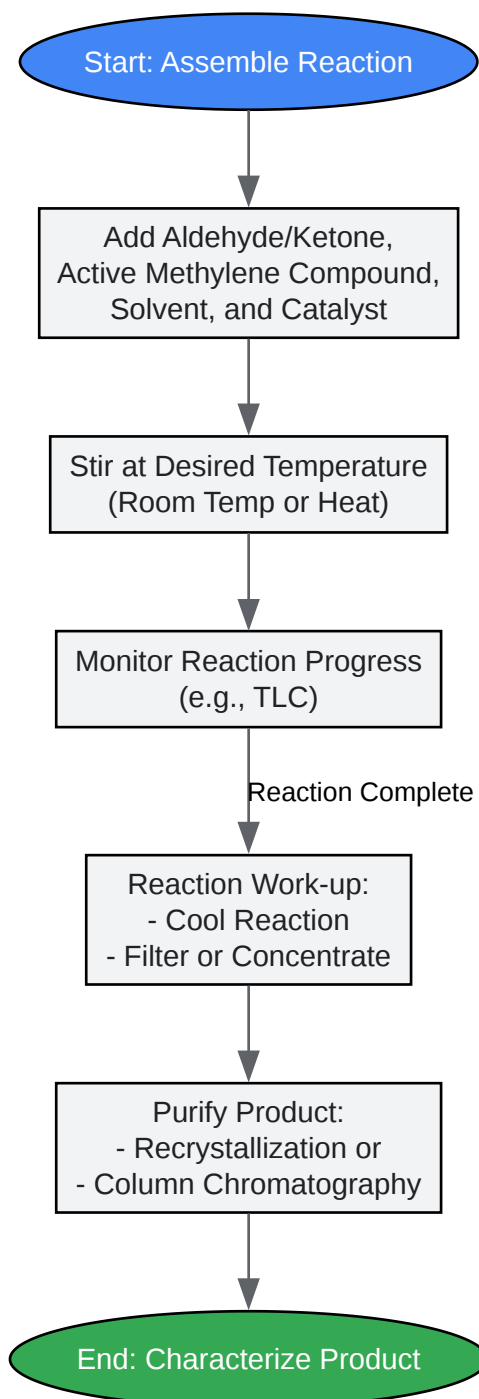 Start: Assemble Reaction
Add Aldehyde/Ketone,
Active Methylene Compound,
Solvent, and Catalyst
Stir at Desired Temperature
(Room Temp or Heat)
Monitor Reaction Progress
(e.g., TLC)
Reaction Complete
Reaction Work-up:
- Cool Reaction
- Filter or Concentrate
Purify Product:
- Recrystallization or
- Column Chromatography
End: Characterize Product